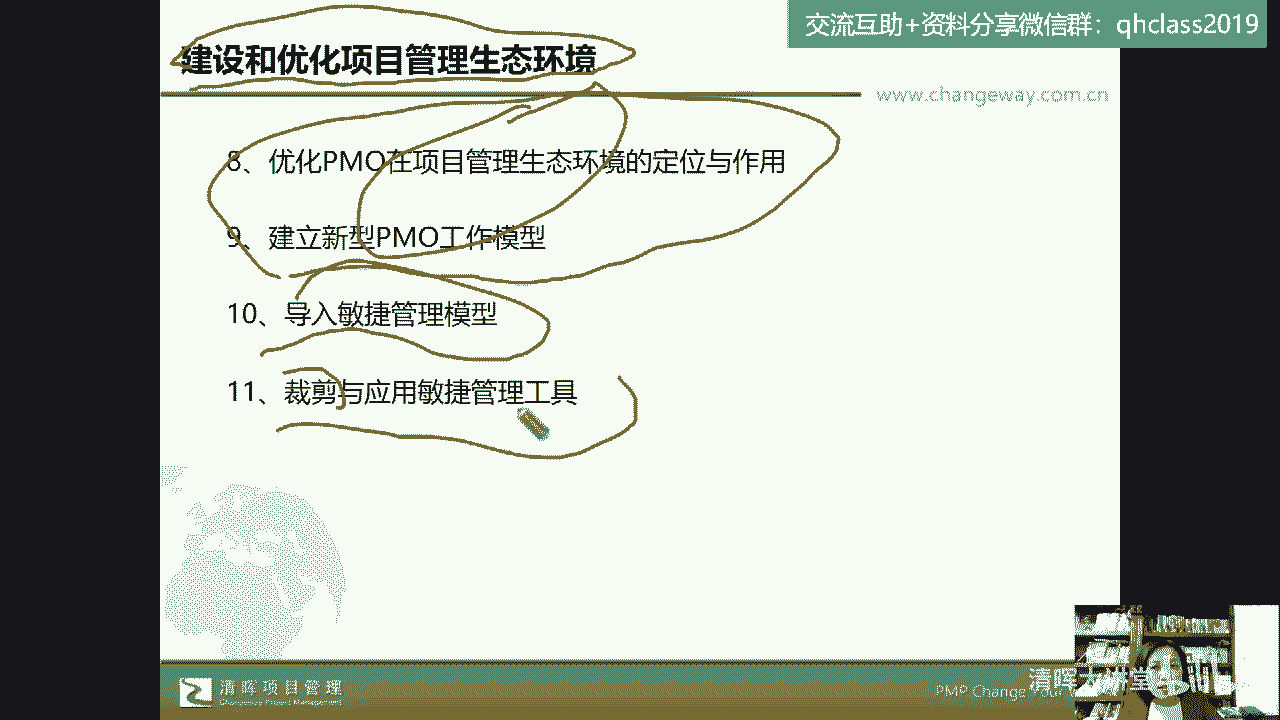 交流互助+资料分享微信群：qhclass2019
建设和优化项目管理生态环境
www.changeway.com.cn
8、优化PMO在项目管理生态环境的定位与作用
9、建立新型PMO工作模型
10、导入敏捷管理模型
11、裁剪与应用敏捷管理工具
清晖项目管理
Changeway Project Management
PMP Change Your
清晖大讲堂